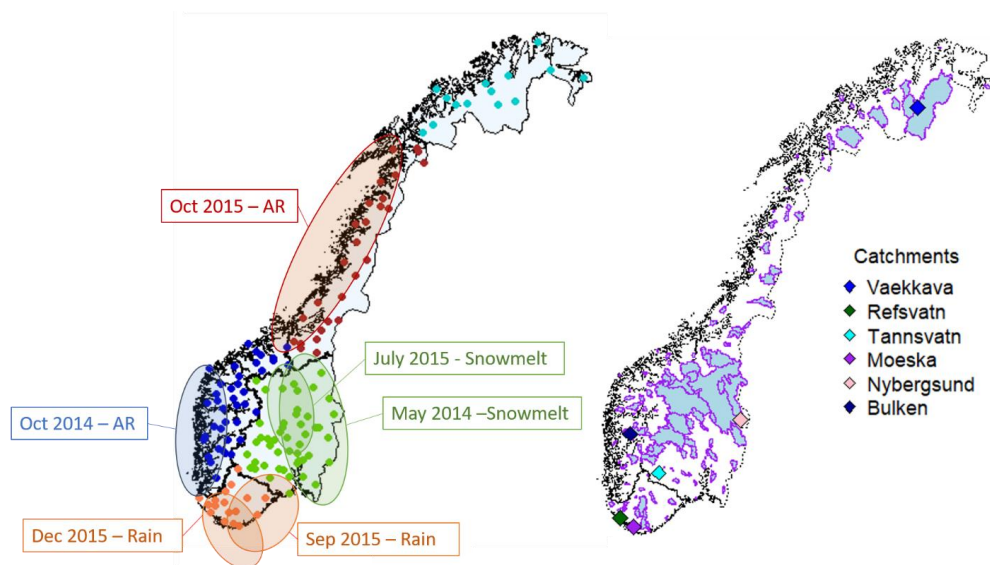 Oct 2015 – AR
July 2015 - Snowmelt
May 2014 –Snowmelt
Oct 2014 – AR
Dec 2015 – Rain
Sep 2015 – Rain
Catchments
Vaekkava
Refsvatn
Tannsvatn
Moeska
Nybergsund
Bulken